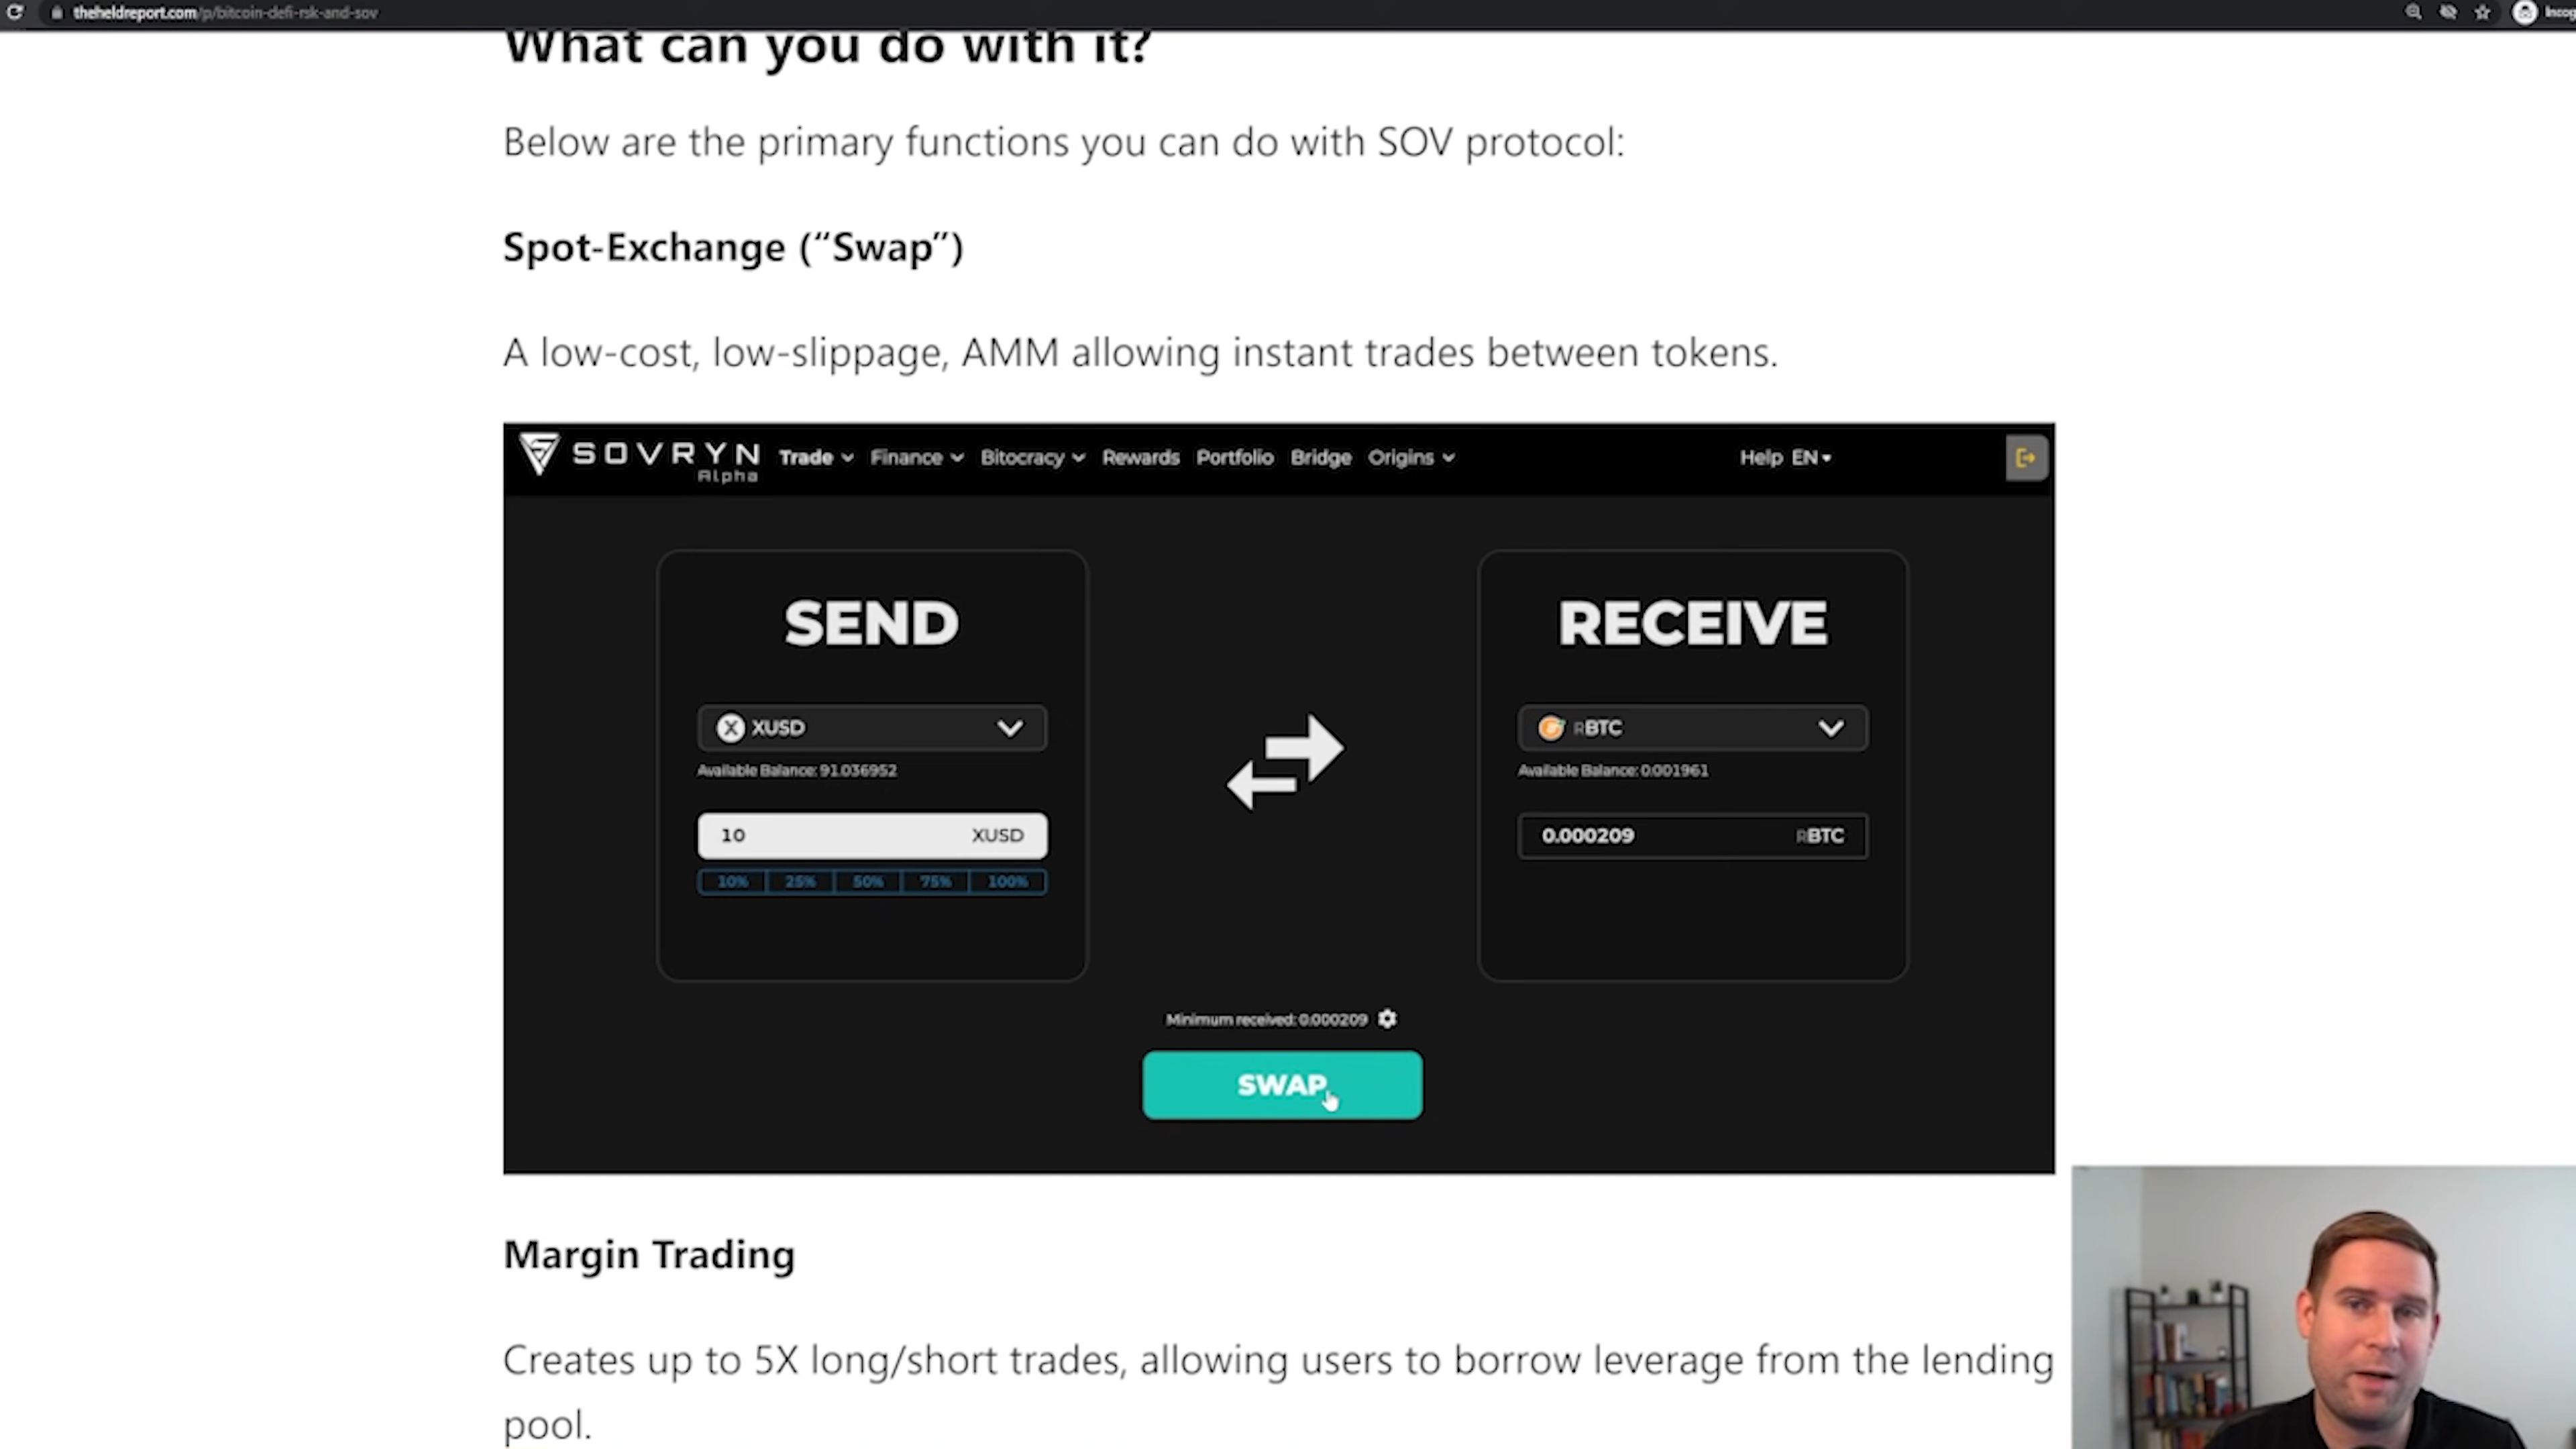 theheldreport.com/p/bitcoin-defi-rsk-and-sov
What can you do with it?
Below are the primary functions you can do with SOV protocol:
Spot-Exchange (“Swap”)
A low-cost, low-slippage, AMM allowing instant trades between tokens.
SOVRYN Trade Finance Bitocracy Rewards Portfolio Bridge Origins Help EN
Alpha
SEND RECEIVE
XUSD RBTC
Available Balance: 91.036952 Available Balance: 0.001961
10 XUSD 0.000209 RBTC
10% 25% 50% 75% 100%
Minimum received: 0.000209
SWAP
Margin Trading
Creates up to 5X long/short trades, allowing users to borrow leverage from the lending
pool.